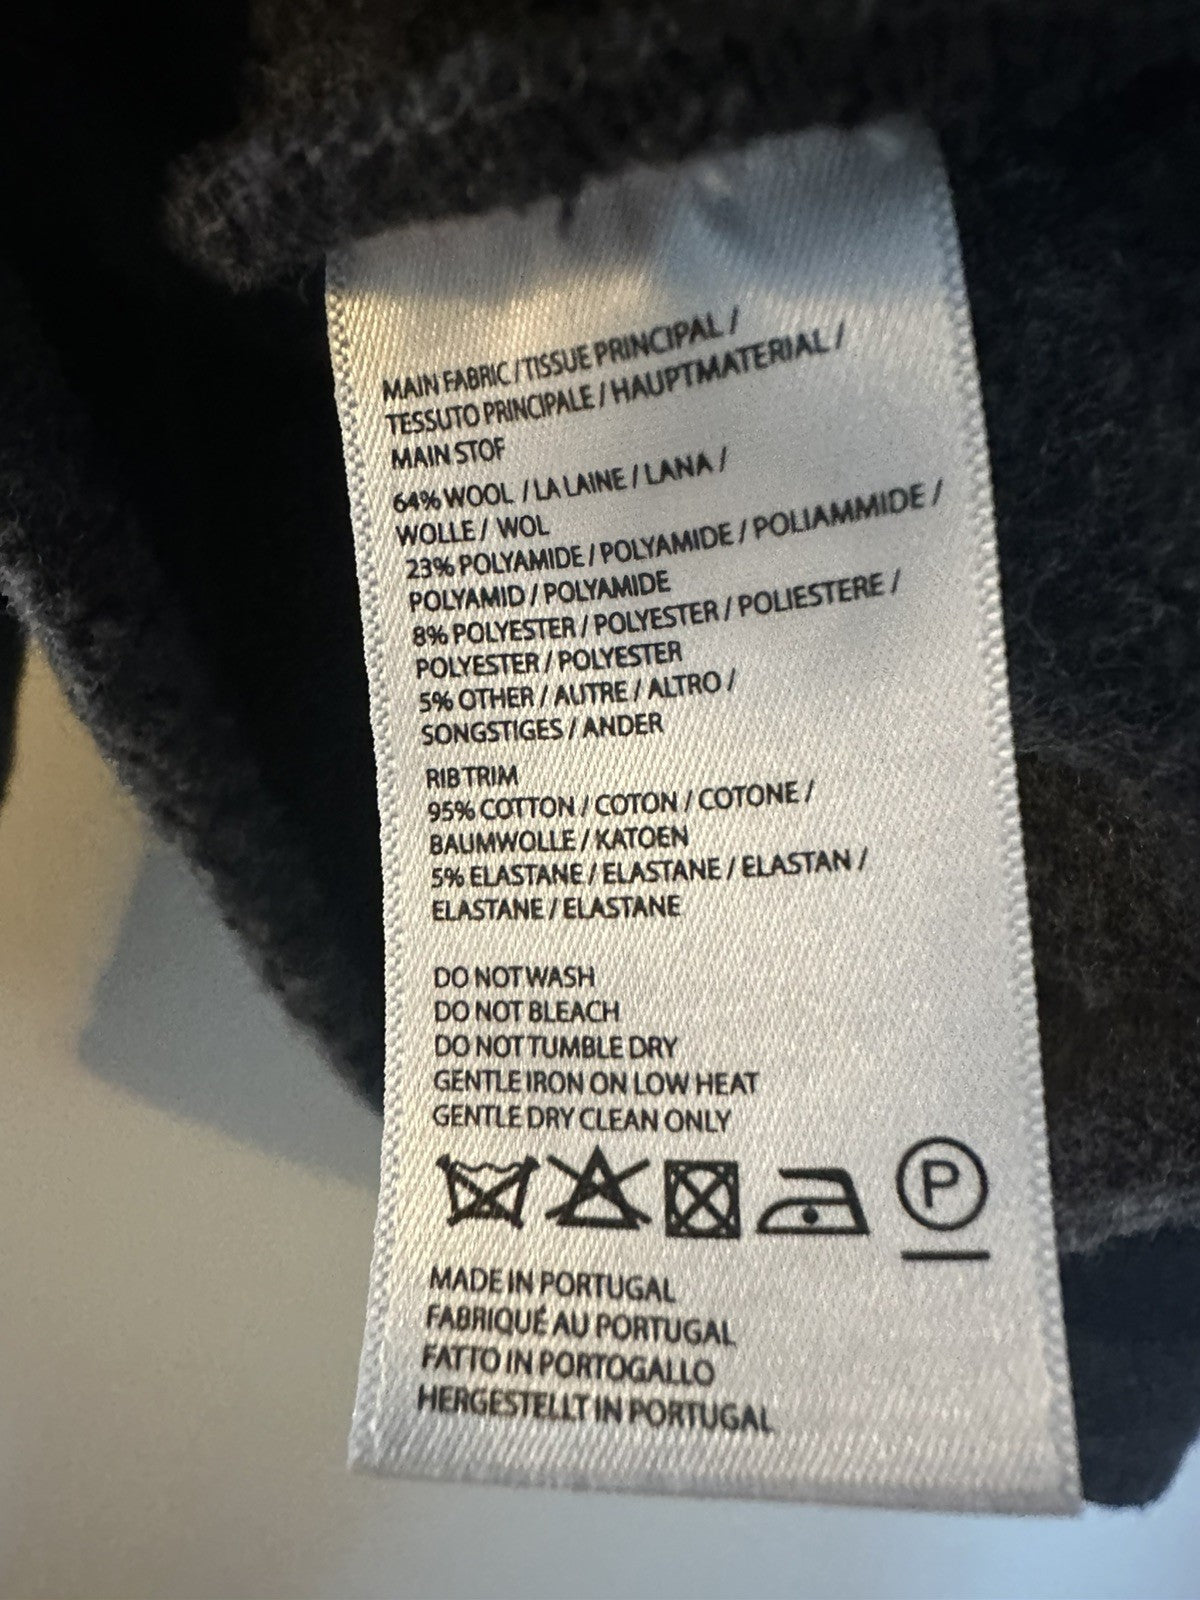 MAIN FABRIC / TISSUE PRINCIPAL /
TESSUTO PRINCIPALE / HAUPTMATERIAL /
MAIN STOF
64% WOOL / LA LAINE / LANA /
WOLLE / WOL
23% POLYAMIDE / POLYAMIDE / POLIAMMIDE /
POLYAMID / POLYAMIDE
8% POLYESTER / POLYESTER / POLIESTERE /
POLYESTER / POLYESTER
5% OTHER / AUTRE / ALTRO /
SONGSTIGES / ANDER
RIB TRIM
95% COTTON / COTON / COTONE /
BAUMWOLLE / KATOEN
5% ELASTANE / ELASTANE / ELASTAN /
ELASTANE / ELASTANE
DO NOT WASH
DO NOT BLEACH
DO NOT TUMBLE DRY
GENTLE IRON ON LOW HEAT
GENTLE DRY CLEAN ONLY
P
MADE IN PORTUGAL
FABRIQUÉ AU PORTUGAL
FATTO IN PORTOGALLO
HERGESTELLT IN PORTUGAL